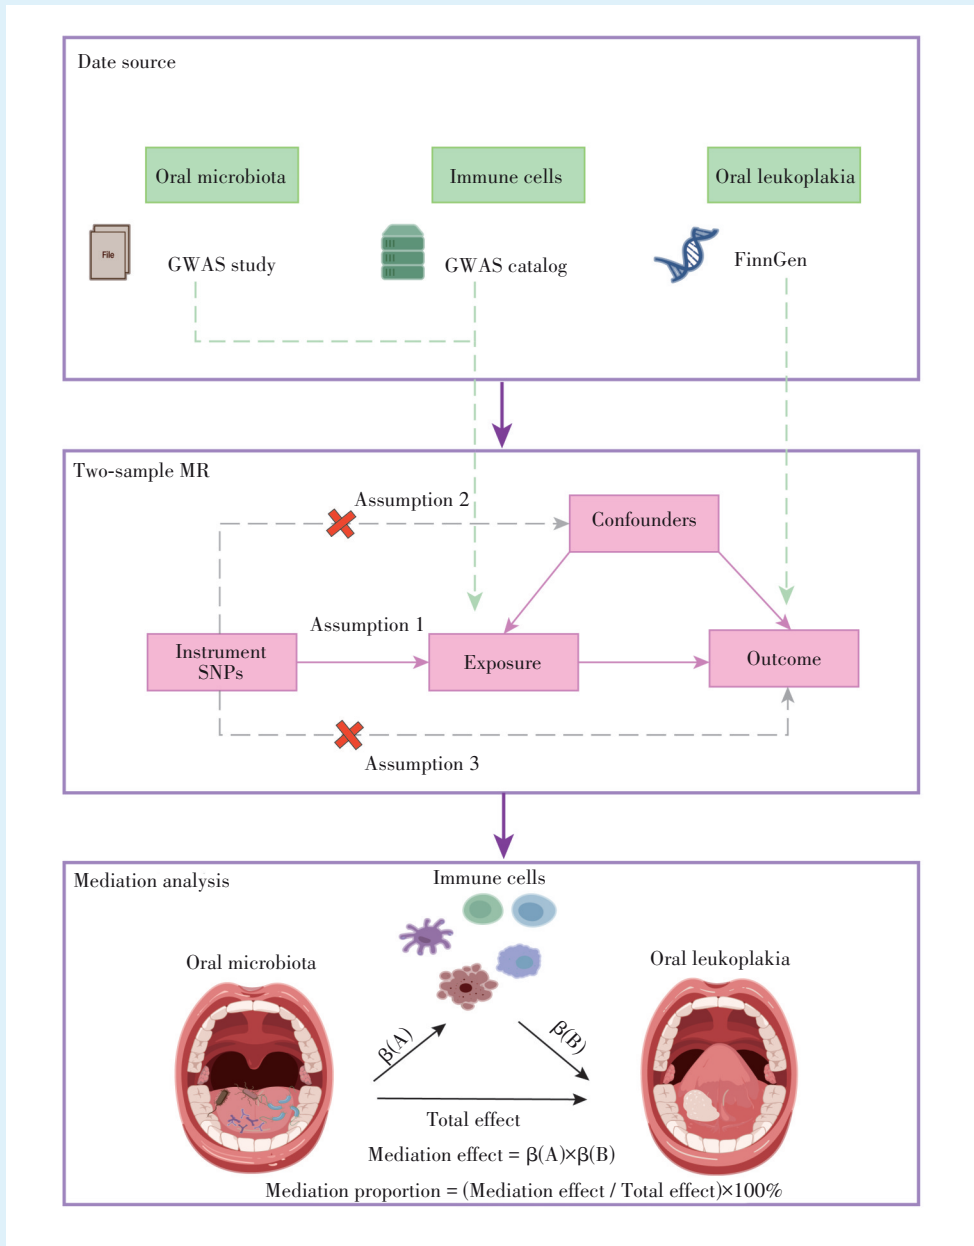 Date source
Oral microbiota
Immune cells
Oral leukoplakia
File
GWAS study
GWAS catalog
FinnGen
Two-sample MR
Assumption 2
Confounders
Assumption 1
Instrument
SNPs
Exposure
Outcome
Assumption 3
Mediation analysis
Immune cells
Oral microbiota
Oral leukoplakia
β(A)
β(B)
Total effect
Mediation effect = β(A)×β(B)
Mediation proportion = (Mediation effect / Total effect)×100%